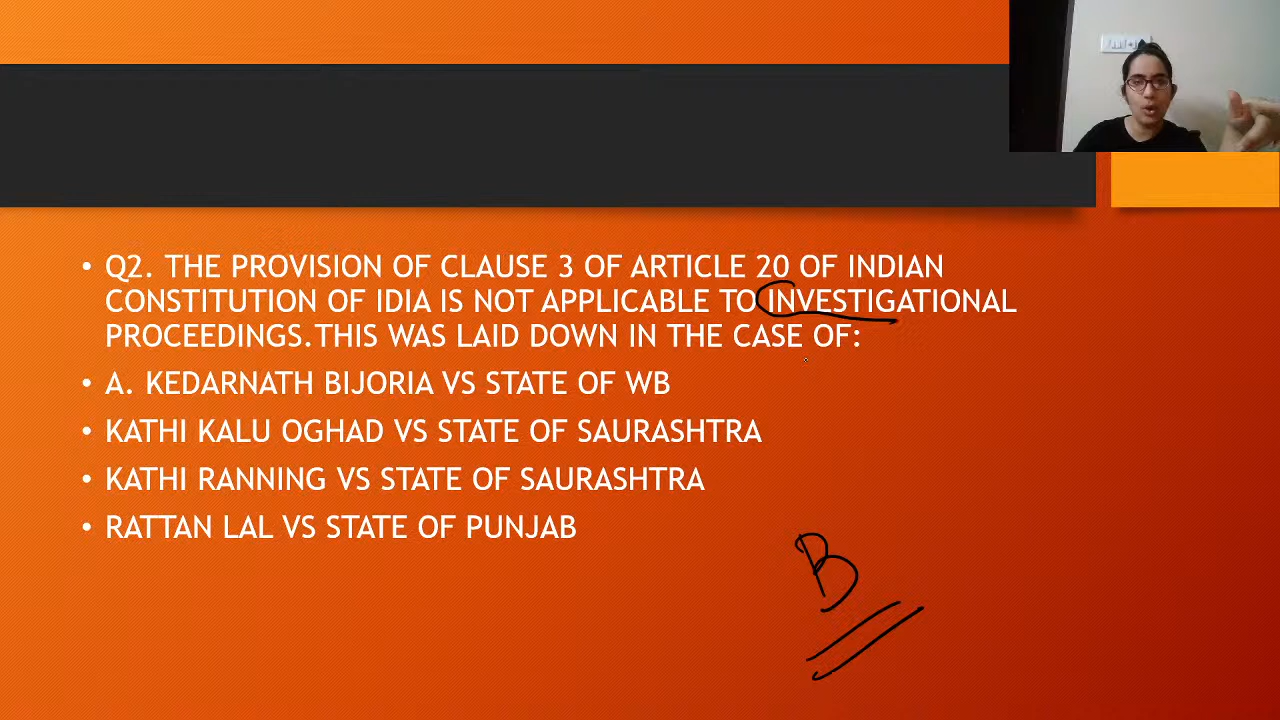 Q2. THE PROVISION OF CLAUSE 3 OF ARTICLE 20 OF INDIAN
CONSTITUTION OF IDIA IS NOT APPLICABLE TO INVESTIGATIONAL
PROCEEDINGS.THIS WAS LAID DOWN IN THE CASE OF:
A. KEDARNATH BIJORIA VS STATE OF WB
KATHI KALU OGHAD VS STATE OF SAURASHTRA
KATHI RANNING VS STATE OF SAURASHTRA
RATTAN LAL VS STATE OF PUNJAB
B